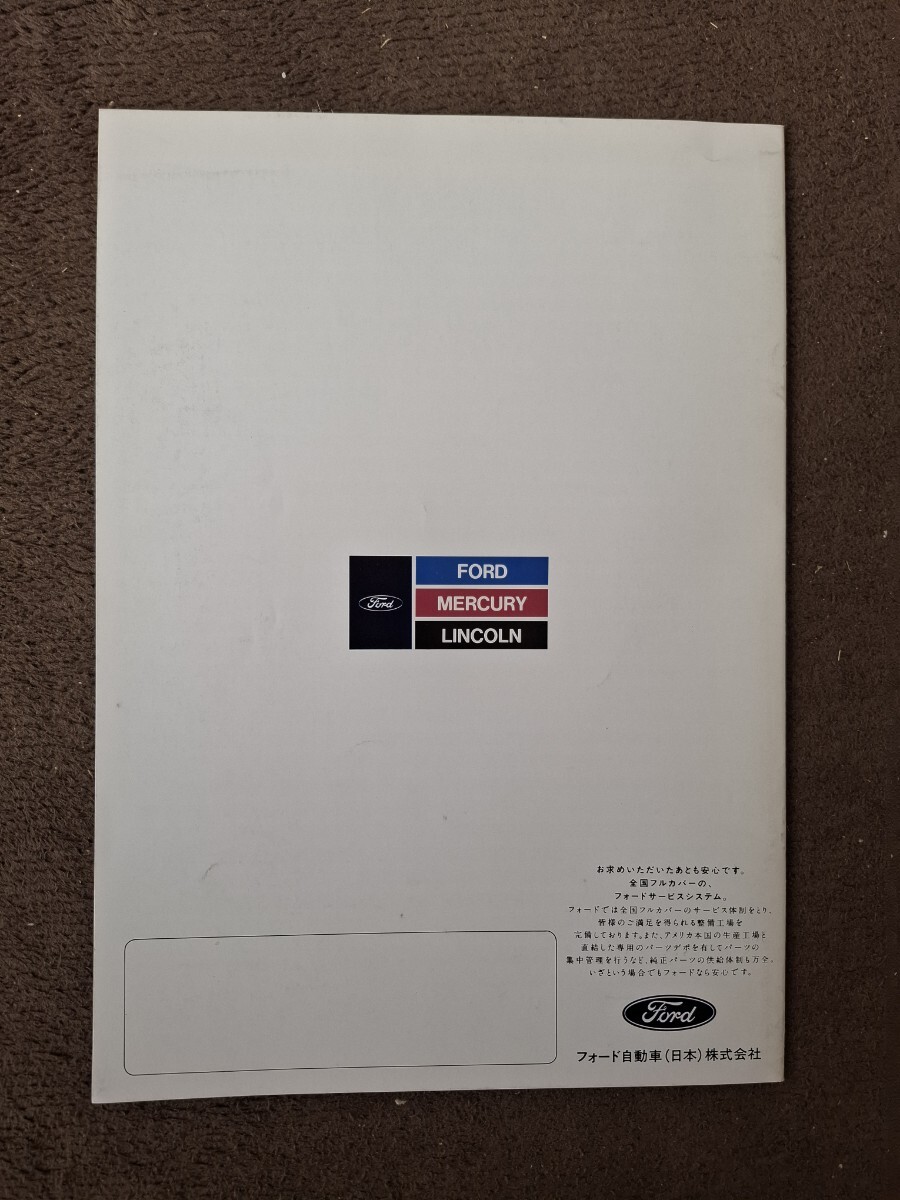 Ford
FORD
MERCURY
LINCOLN
お求めいただいたあとも安心です。
全国フルカバーの、
フォードサービスシステム。
フォードでは全国フルカバーのサービス体制をとり、
皆様のご満足を得られる整備工場を
完備しております。また、アメリカ本国の生産工場と
直結した専用のパーツデポを有してパーツの
集中管理を行うなど、純正パーツの供給体制も万全。
いざという場合でもフォードなら安心です。
Ford
フォード自動車(日本)株式会社